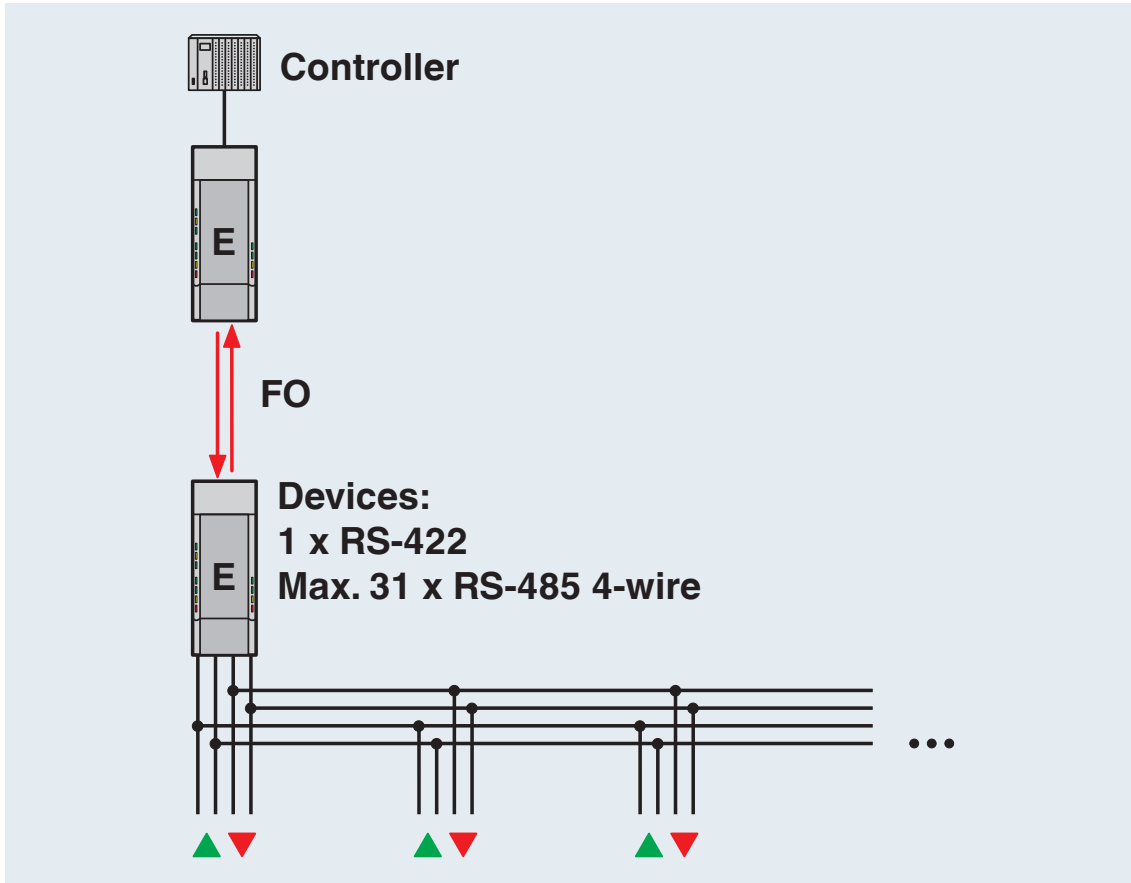 Controller
E
FO
Devices:
1 x RS-422
Max. 31 x RS-485 4-wire
E